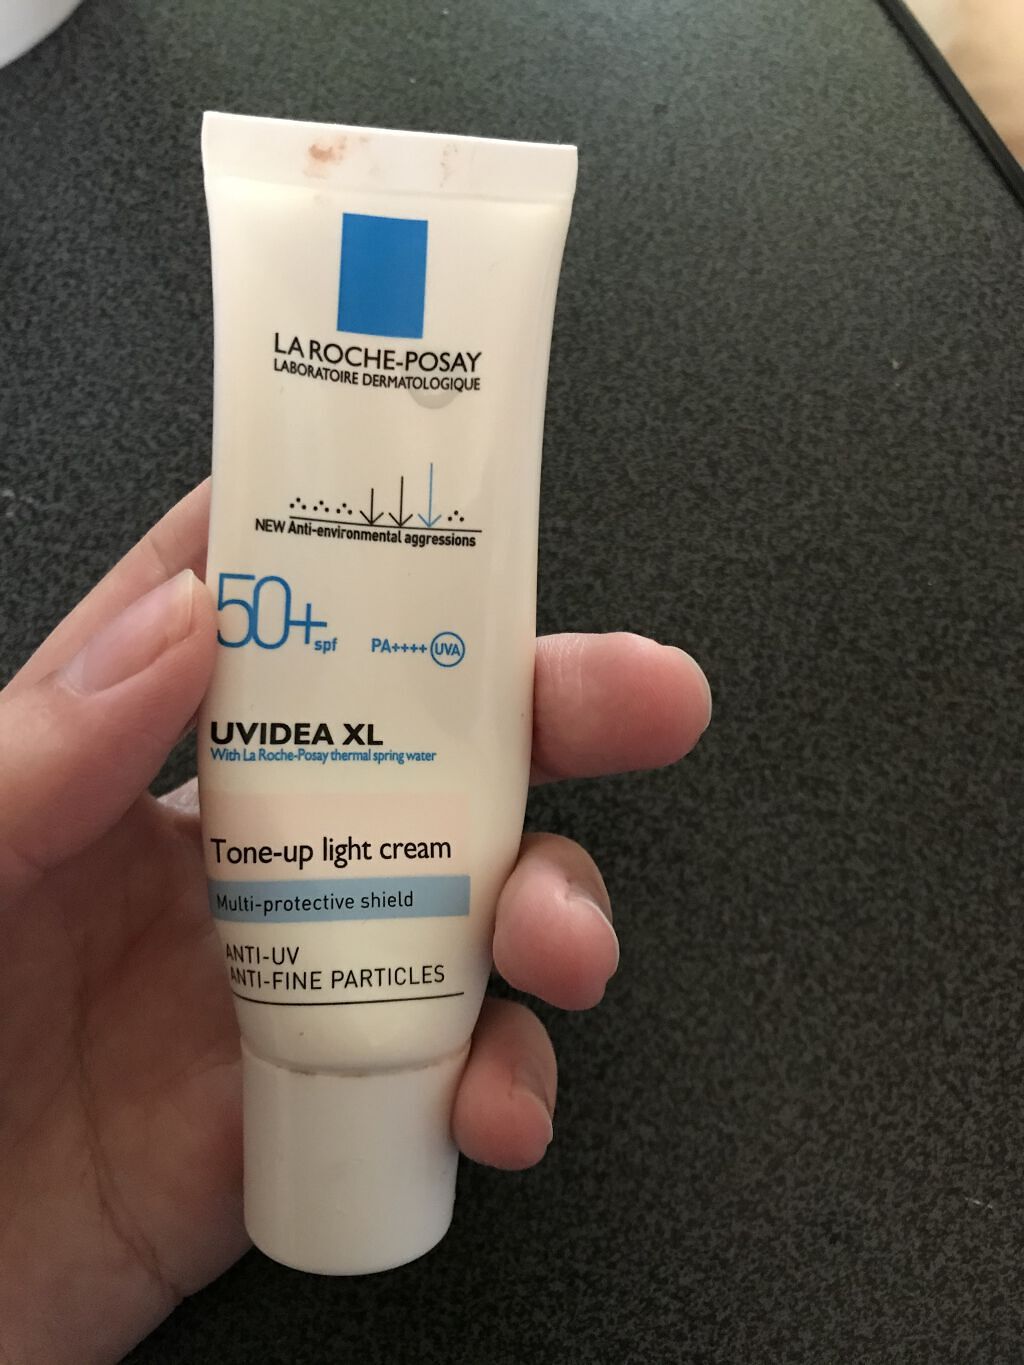 LA ROCHE-POSAY
LABORATOIRE DERMATOLOGIQUE
NEW Anti-environmental aggressions
50+ spf PA++++ UVA
UVIDEA XL
With La Roche-Posay thermal spring water
Tone-up light cream
Multi-protective shield
ANTI-UV
ANTI-FINE PARTICLES